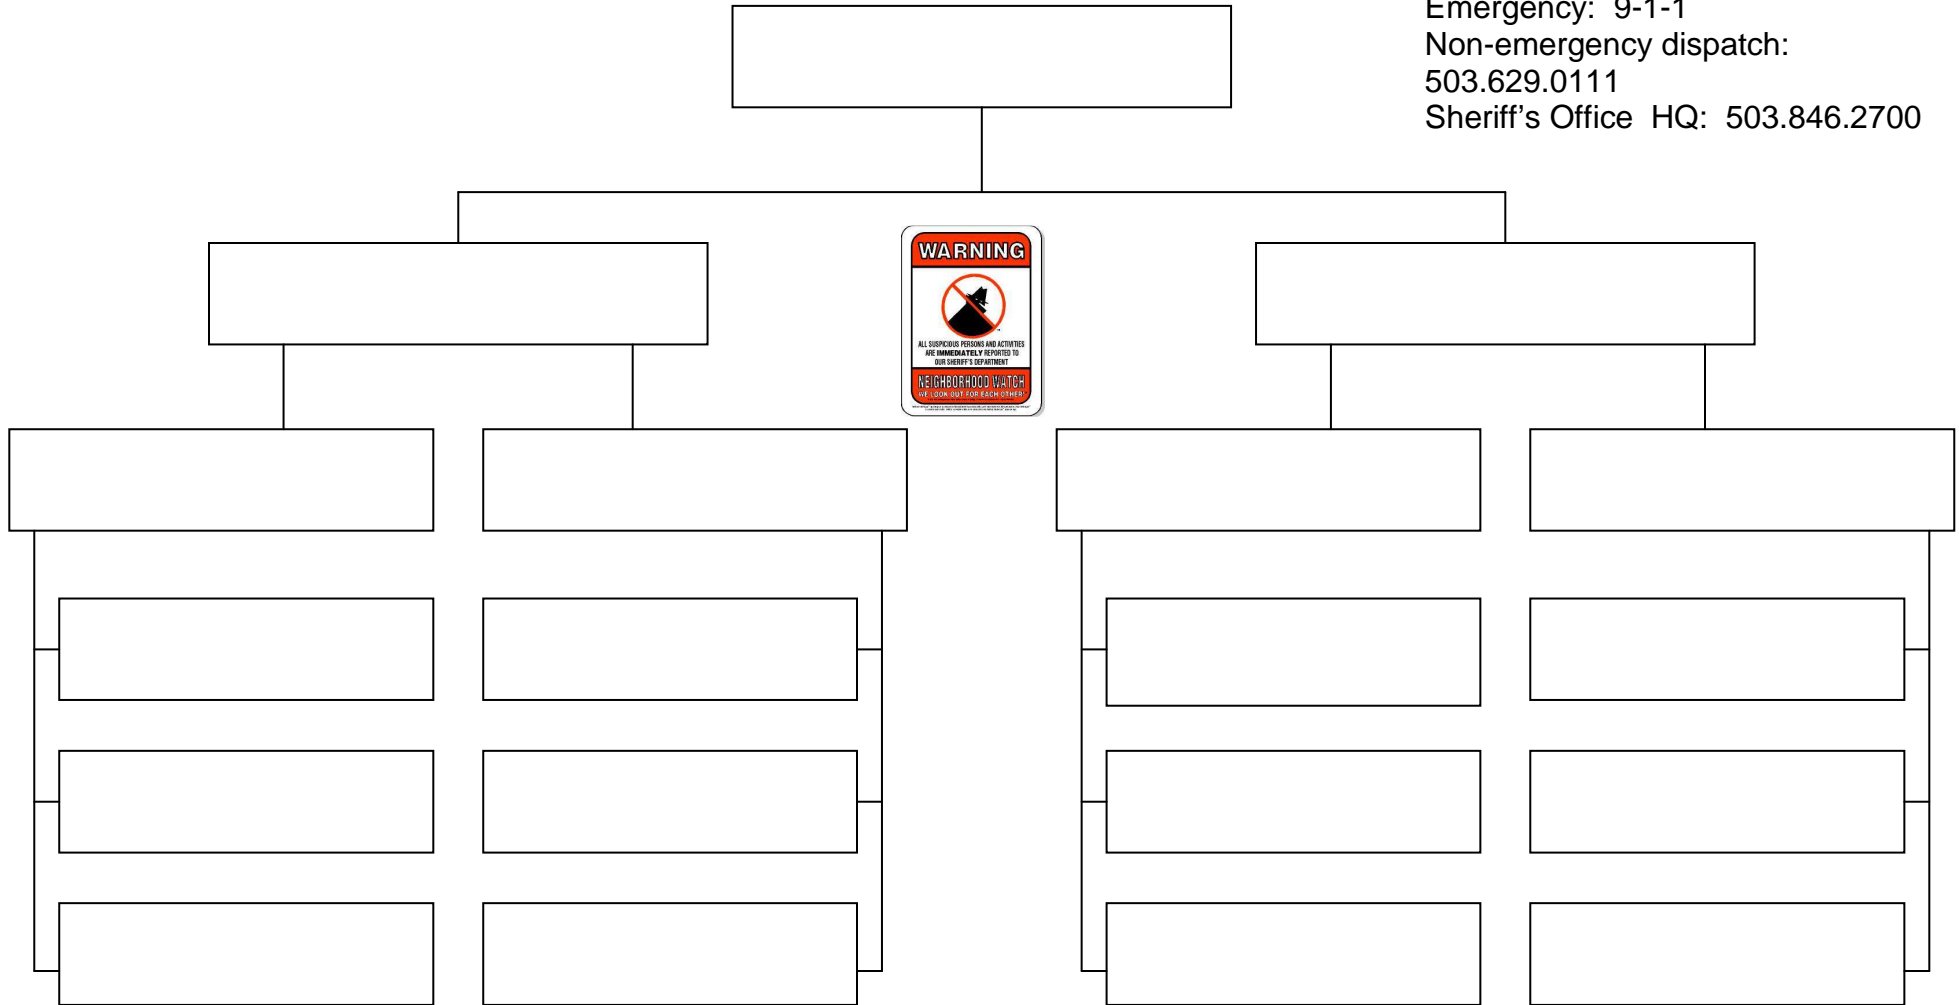 Emergency: 9-1-1
Non-emergency dispatch:
503.629.0111
Sheriff's Office HQ: 503.846.2700
WARNING
ALL SUSPICIOUS PERSONS AND ACTIVITIES
ARE IMMEDIATELY REPORTED TO
OUR SHERIFF'S DEPARTMENT
NEIGHBORHOOD WATCH
WE LOOK OUT FOR EACH OTHER!